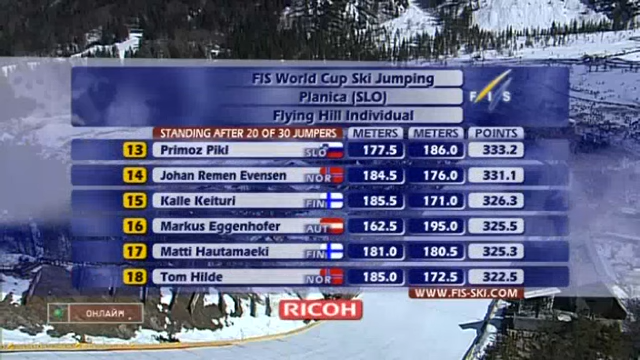 FIS World Cup Ski Jumping
Planica (SLO)
Flying Hill Individual
FIS
STANDING AFTER 20 OF 30 JUMPERS METERS METERS POINTS
13 Primoz Pikl SLO 177.5 186.0 333.2
14 Johan Remen Evensen NOR 184.5 176.0 331.1
15 Kalle Keituri FIN 185.5 171.0 326.3
16 Markus Eggenhofer AUT 162.5 195.0 325.5
17 Matti Hautamaeki FIN 181.0 180.5 325.3
18 Tom Hilde NOR 185.0 172.5 322.5
WWW.FIS-SKI.COM
ОНЛАЙН
RICOH